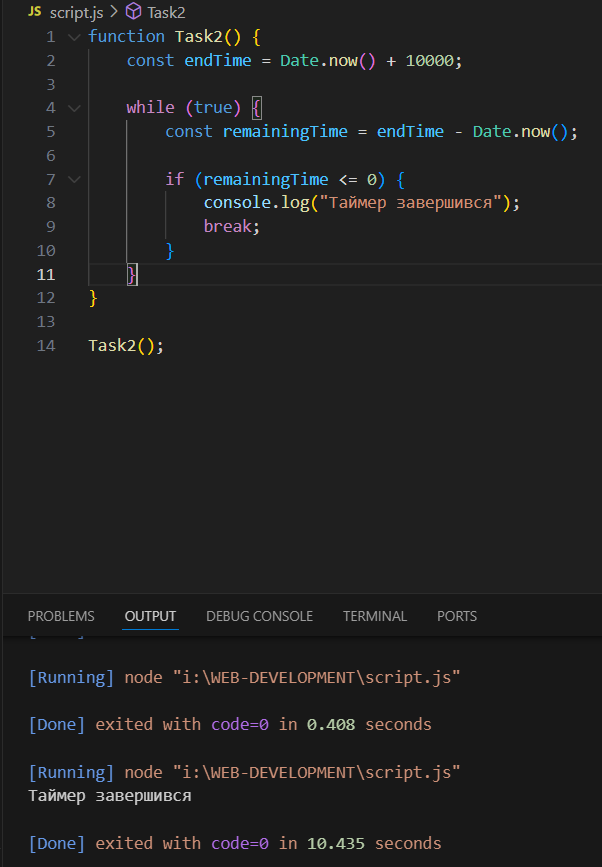 JS script.js > Task2
1 function Task2() {
2 const endTime = Date.now() + 10000;
3
4 while (true) {
5 const remainingTime = endTime - Date.now();
6
7 if (remainingTime <= 0) {
8 console.log("Таймер завершився");
9 break;
10 }
11 }
12 }
13
14 Task2();
PROBLEMS OUTPUT DEBUG CONSOLE TERMINAL PORTS
[Running] node "i:\WEB-DEVELOPMENT\script.js"
[Done] exited with code=0 in 0.408 seconds
[Running] node "i:\WEB-DEVELOPMENT\script.js"
Таймер завершився
[Done] exited with code=0 in 10.435 seconds